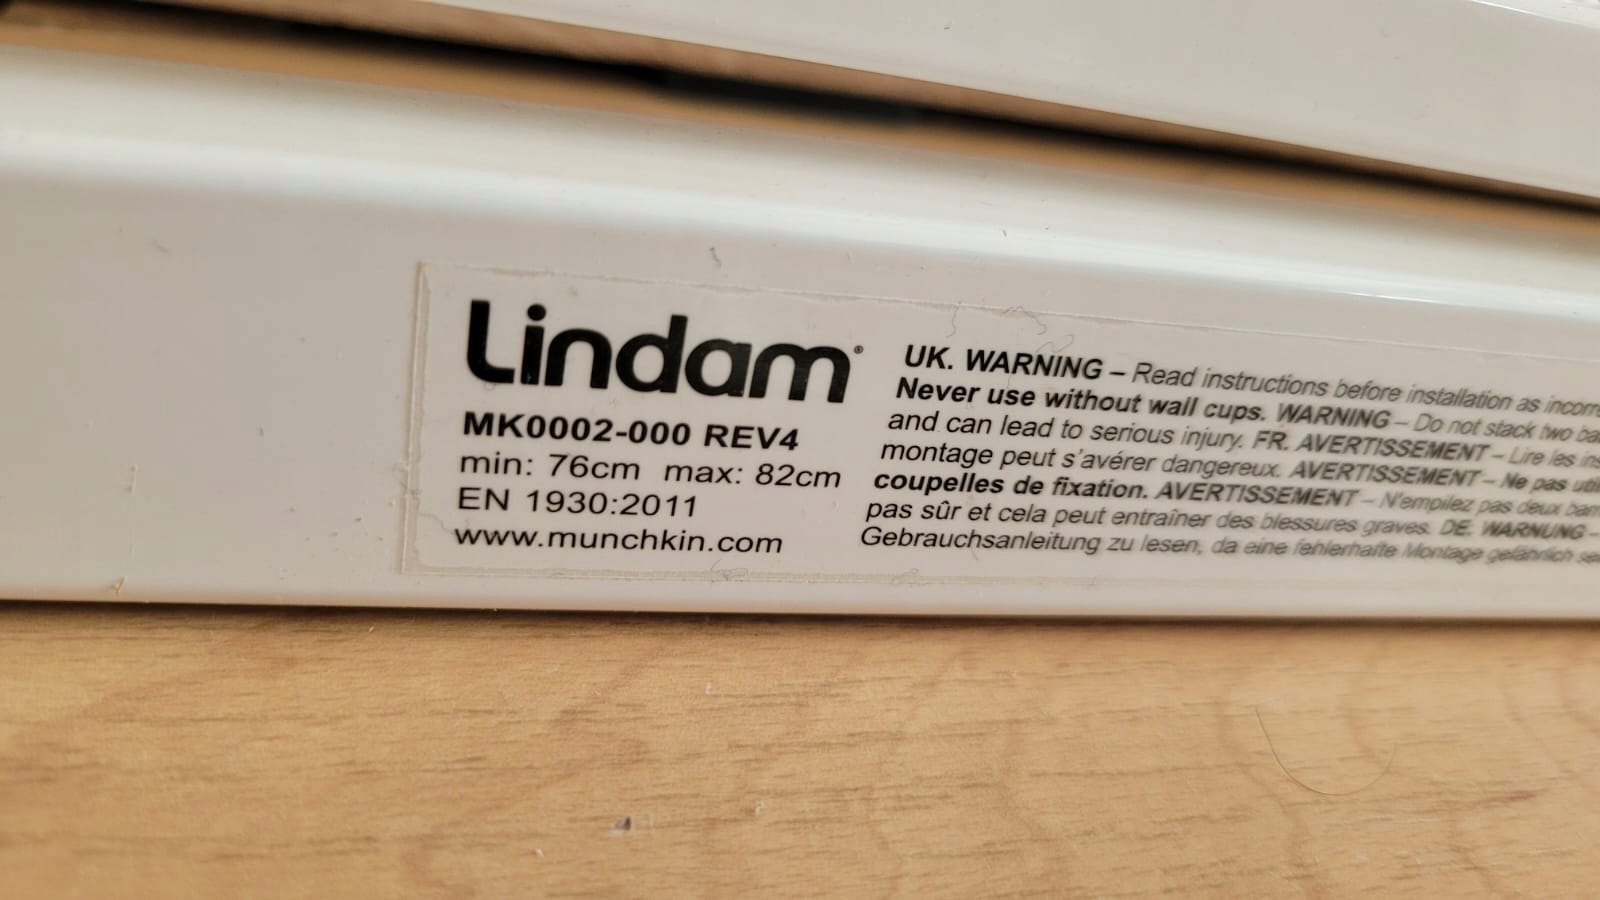 Lindam®
MK0002-000 REV4
min: 76cm max: 82cm
EN 1930:2011
www.munchkin.com
UK. WARNING – Read instructions before installation as
Never use without wall cups. WARNING – Do not stack two
and can lead to serious injury. FR. AVERTISSEMENT – Lire les
montage peut s'avérer dangereux. AVERTISSEMENT – Ne pas
coupelles de fixation. AVERTISSEMENT – N'empilez pas deux
pas sûr et cela peut entraîner des blessures graves. DE. WARNUNG –
Gebrauchsanleitung zu lesen, da eine fehlerhafte Montage gefährlich